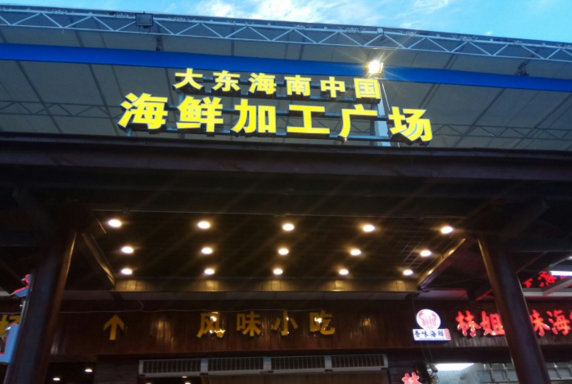 大东海南中国
海鲜加工广场
风味小吃
林姐